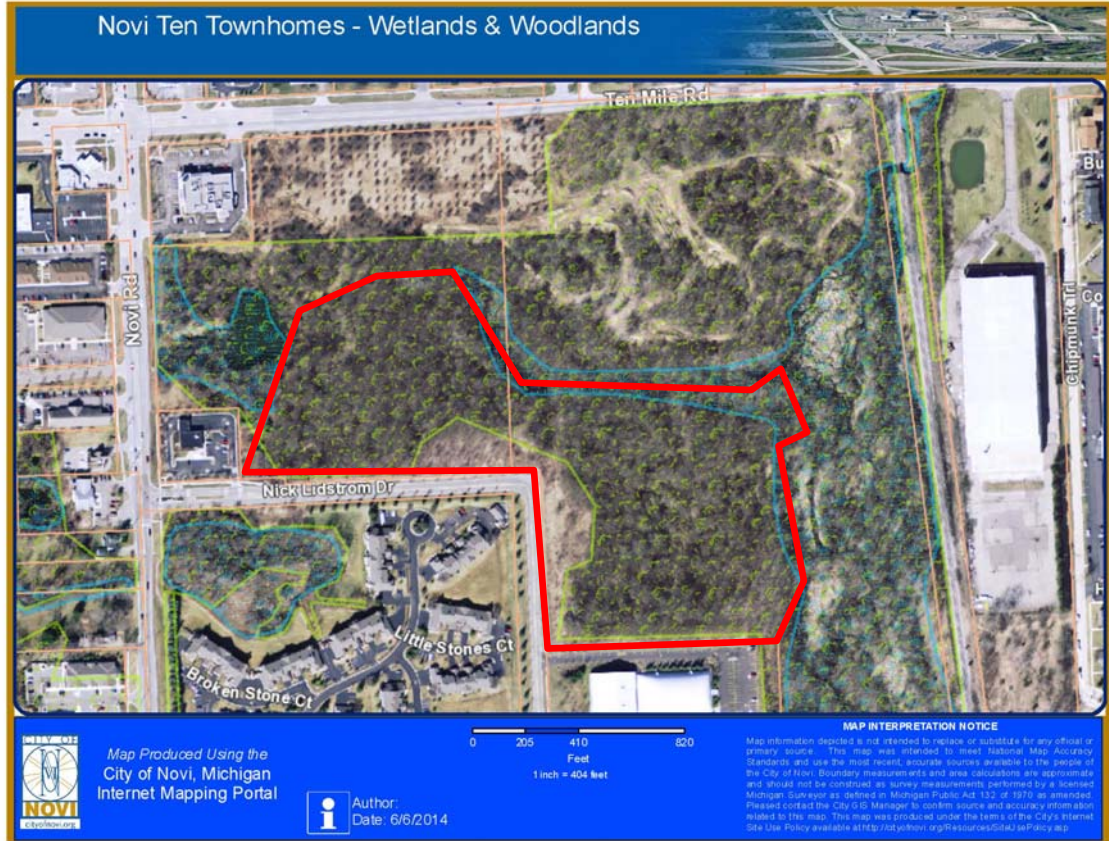 Novi Ten Townhomes - Wetlands & Woodlands
Ten Mile Rd
Novi Rd
Chipmunk Trl
Bu
Co
Nick Lidstrom Dr
Little Stones Ct
Broken Stone Ct
CITY OF
NOVI
cityofnovi.org
Map Produced Using the
City of Novi, Michigan
Internet Mapping Portal
0 205 410 820
Feet
1 inch = 404 feet
i
Author:
Date: 6/6/2014
MAP INTERPRETATION NOTICE
Map information depicted is not intended to replace or substitute for any official or
primary source. This map was intended to meet National Map Accuracy
Standards and use the most recent, accurate sources available to the people of
the City of Novi. Boundary measurements and area calculations are approximate
and should not be construed as survey measurements performed by a licensed
Michigan Surveyor as defined in Michigan Public Act 132 of 1970 as amended.
Pleased contact the City GIS Manager to confirm source and accuracy information
related to this map. This map was produced under the terms of the City's Internet
Site Use Policy available at http://cityofnovi.org/Resources/SiteUsePolicy.asp